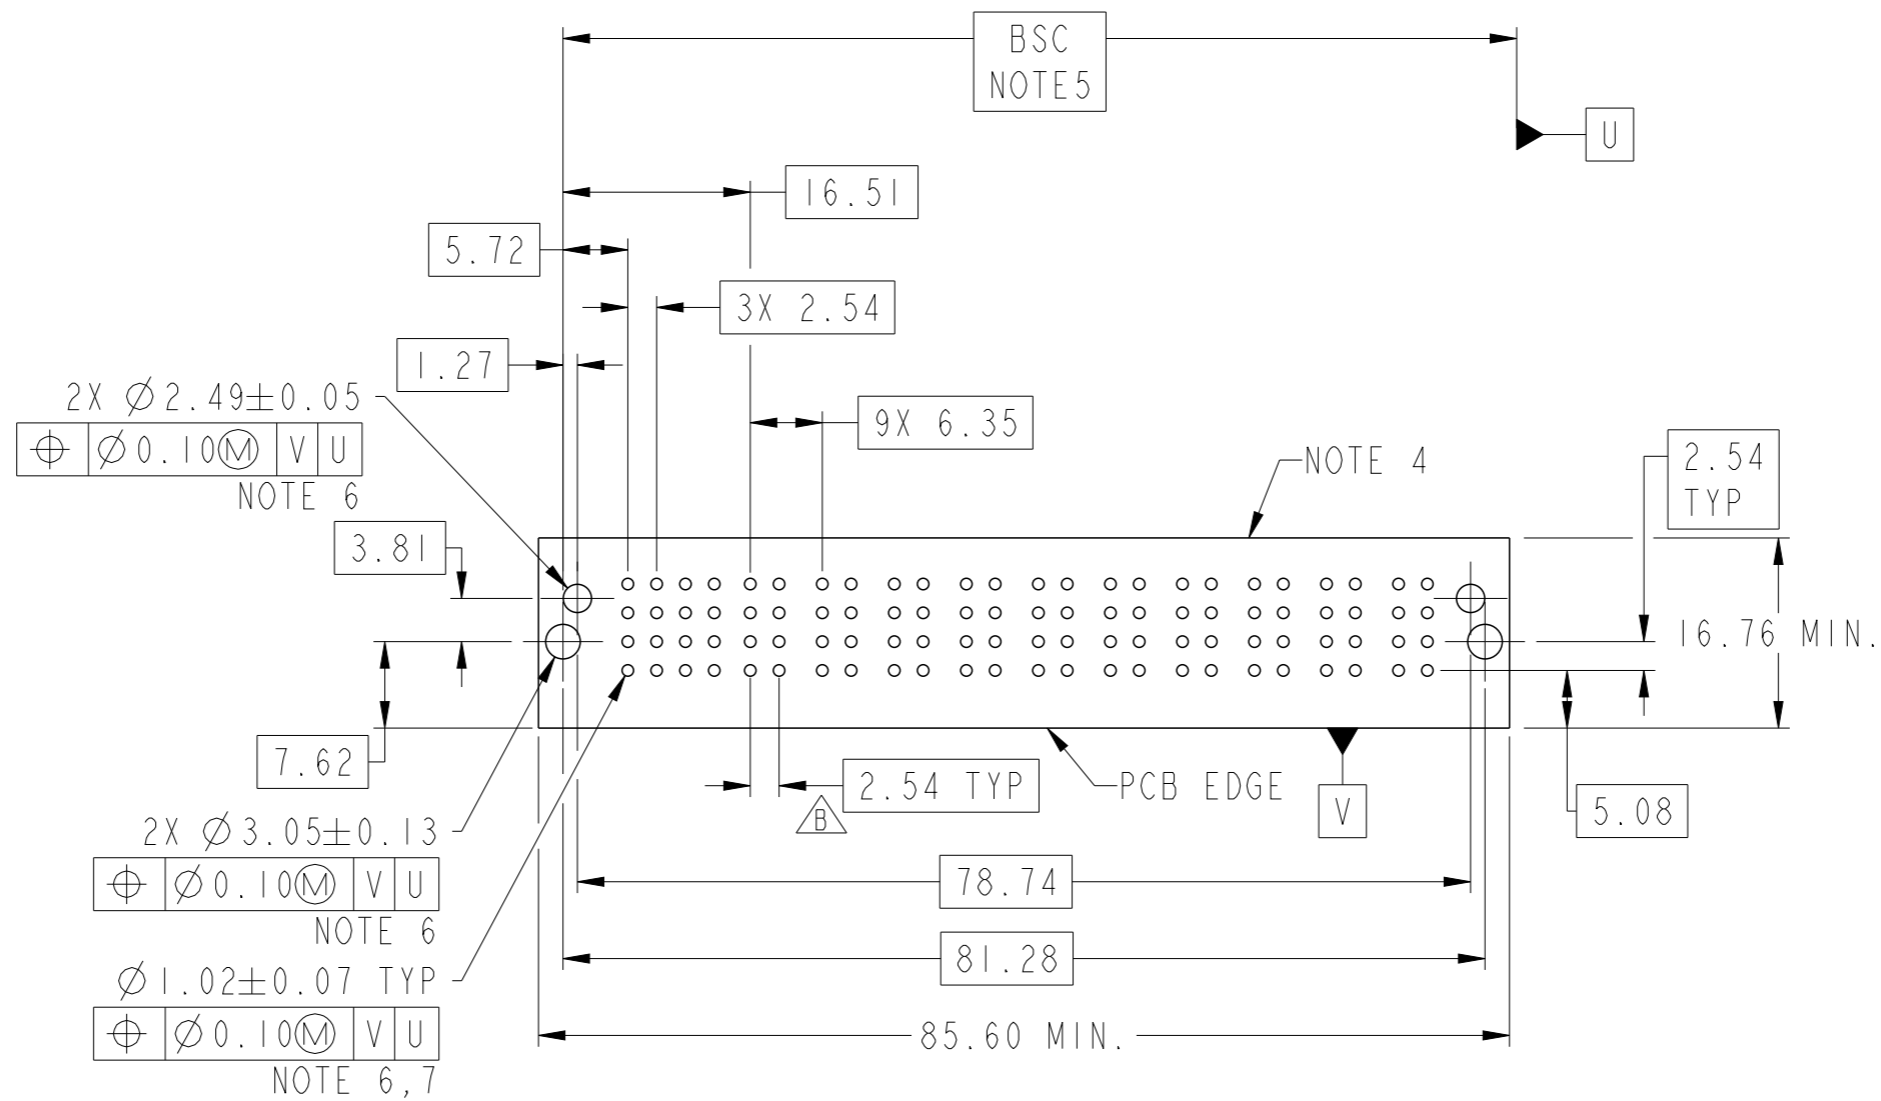 BSC
NOTE5
U
16.51
5.72
3X 2.54
1.27
2X ⌀2.49±0.05
⌖ ⌀0.10Ⓜ V U
NOTE 6
9X 6.35
NOTE 4
2.54
TYP
3.81
16.76 MIN.
7.62
2.54 TYP
B
PCB EDGE
V
5.08
2X ⌀3.05±0.13
⌖ ⌀0.10Ⓜ V U
NOTE 6
78.74
81.28
⌀1.02±0.07 TYP
⌖ ⌀0.10Ⓜ V U
NOTE 6,7
85.60 MIN.